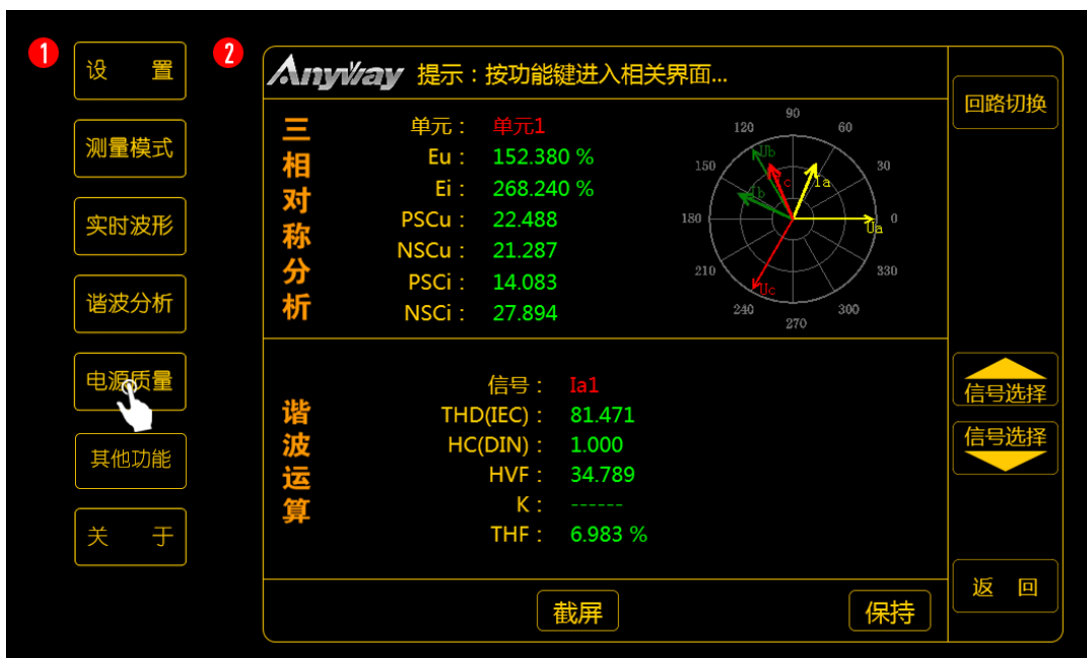 1
设 置
测量模式
实时波形
谐波分析
电源质量
其他功能
关 于
2
Anyway 提示：按功能键进入相关界面...
三相对称分析
单元： 单元1
Eu： 152.380 %
Ei： 268.240 %
PSCu： 22.488
NSCu： 21.287
PSCi： 14.083
NSCi： 27.894
90
120 60
150 30
180 0
210 330
240 300
270
Ub
c
Ia
Ib
Ua
Uc
谐波运算
信号： Ia1
THD(IEC)： 81.471
HC(DIN)： 1.000
HVF： 34.789
K： ------
THF： 6.983 %
截屏
保持
回路切换
信号选择
信号选择
返 回